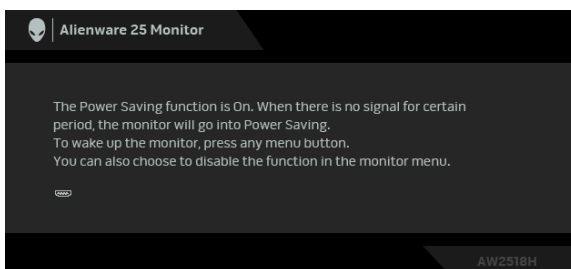 Alienware 25 Monitor
The Power Saving function is On. When there is no signal for certain
period, the monitor will go into Power Saving.
To wake up the monitor, press any menu button.
You can also choose to disable the function in the monitor menu.
AW2518H